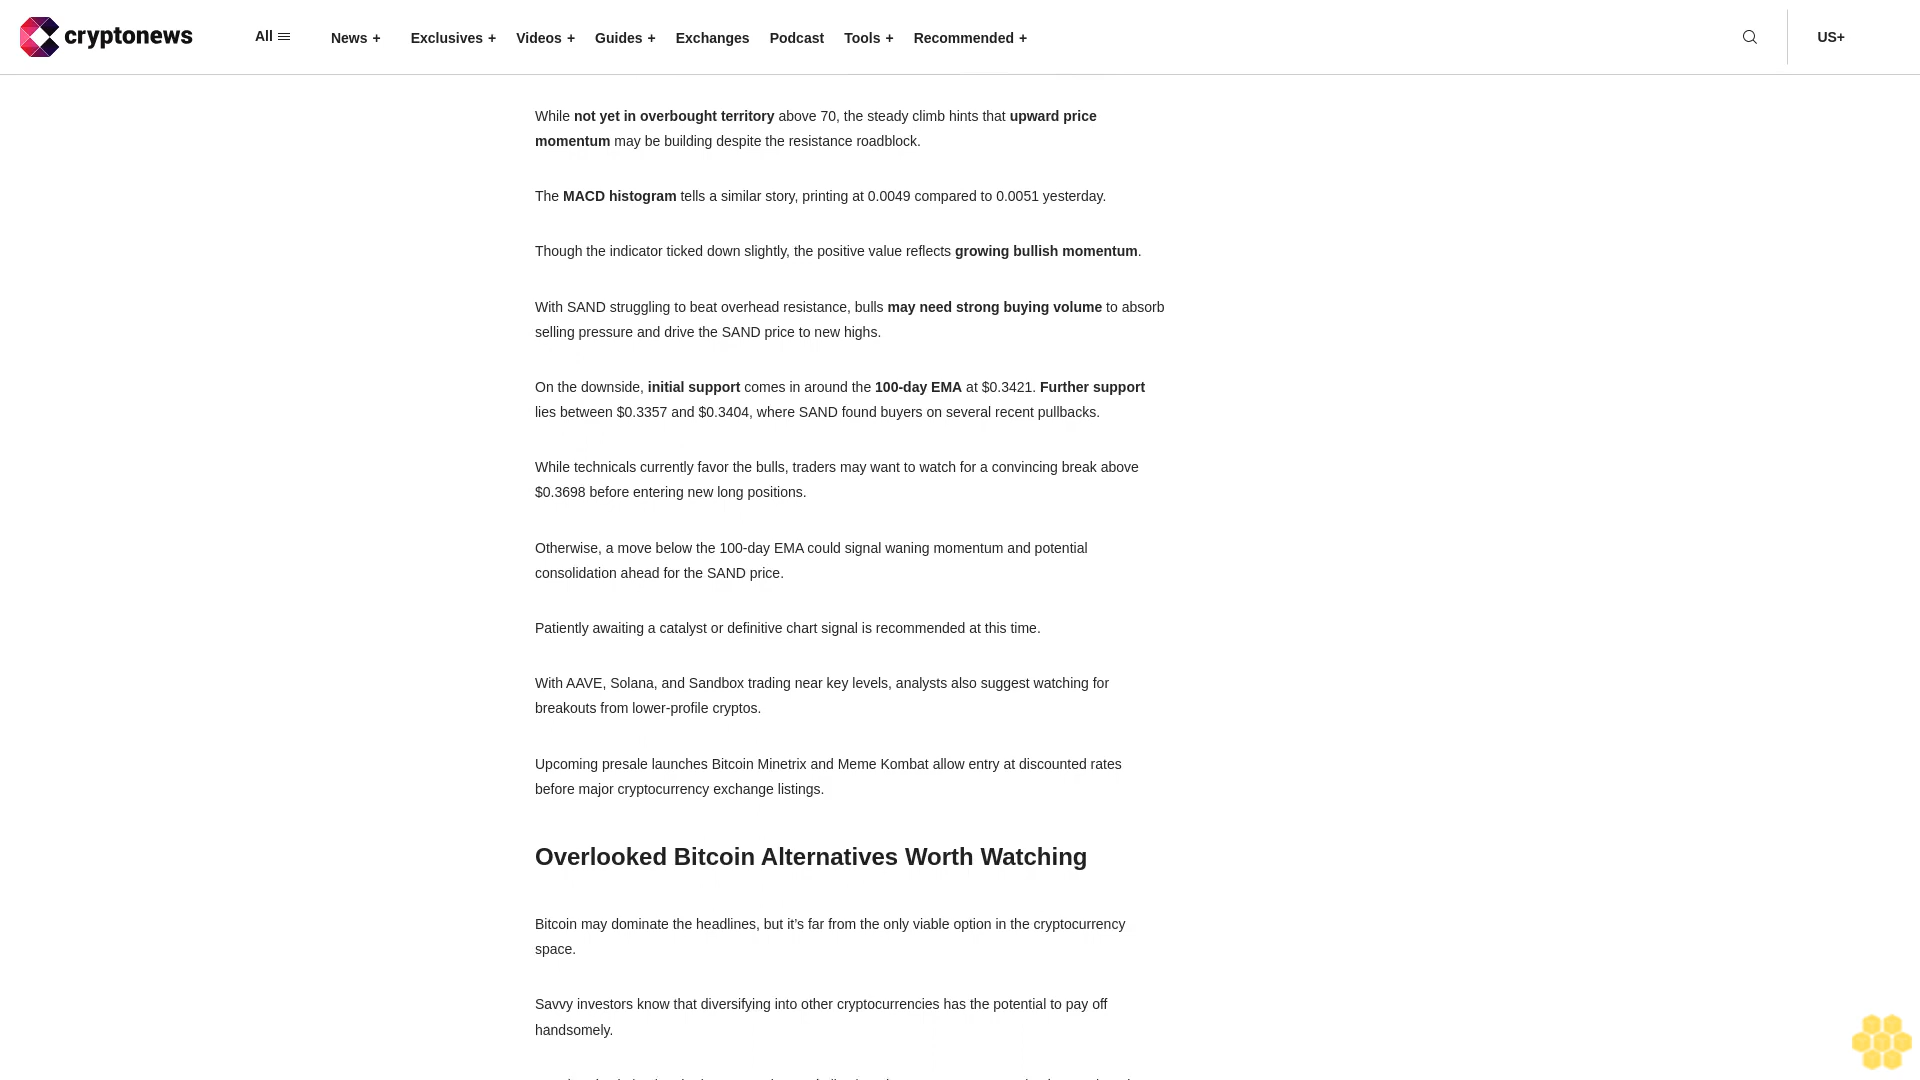 cryptonews
All
News +
Exclusives +
Videos +
Guides +
Exchanges
Podcast
Tools +
Recommended +
US+
While not yet in overbought territory above 70, the steady climb hints that upward price
momentum may be building despite the resistance roadblock.
The MACD histogram tells a similar story, printing at 0.0049 compared to 0.0051 yesterday.
Though the indicator ticked down slightly, the positive value reflects growing bullish momentum.
With SAND struggling to beat overhead resistance, bulls may need strong buying volume to absorb
selling pressure and drive the SAND price to new highs.
On the downside, initial support comes in around the 100-day EMA at $0.3421. Further support
lies between $0.3357 and $0.3404, where SAND found buyers on several recent pullbacks.
While technicals currently favor the bulls, traders may want to watch for a convincing break above
$0.3698 before entering new long positions.
Otherwise, a move below the 100-day EMA could signal waning momentum and potential
consolidation ahead for the SAND price.
Patiently awaiting a catalyst or definitive chart signal is recommended at this time.
With AAVE, Solana, and Sandbox trading near key levels, analysts also suggest watching for
breakouts from lower-profile cryptos.
Upcoming presale launches Bitcoin Minetrix and Meme Kombat allow entry at discounted rates
before major cryptocurrency exchange listings.
Overlooked Bitcoin Alternatives Worth Watching
Bitcoin may dominate the headlines, but it’s far from the only viable option in the cryptocurrency
space.
Savvy investors know that diversifying into other cryptocurrencies has the potential to pay off
handsomely.